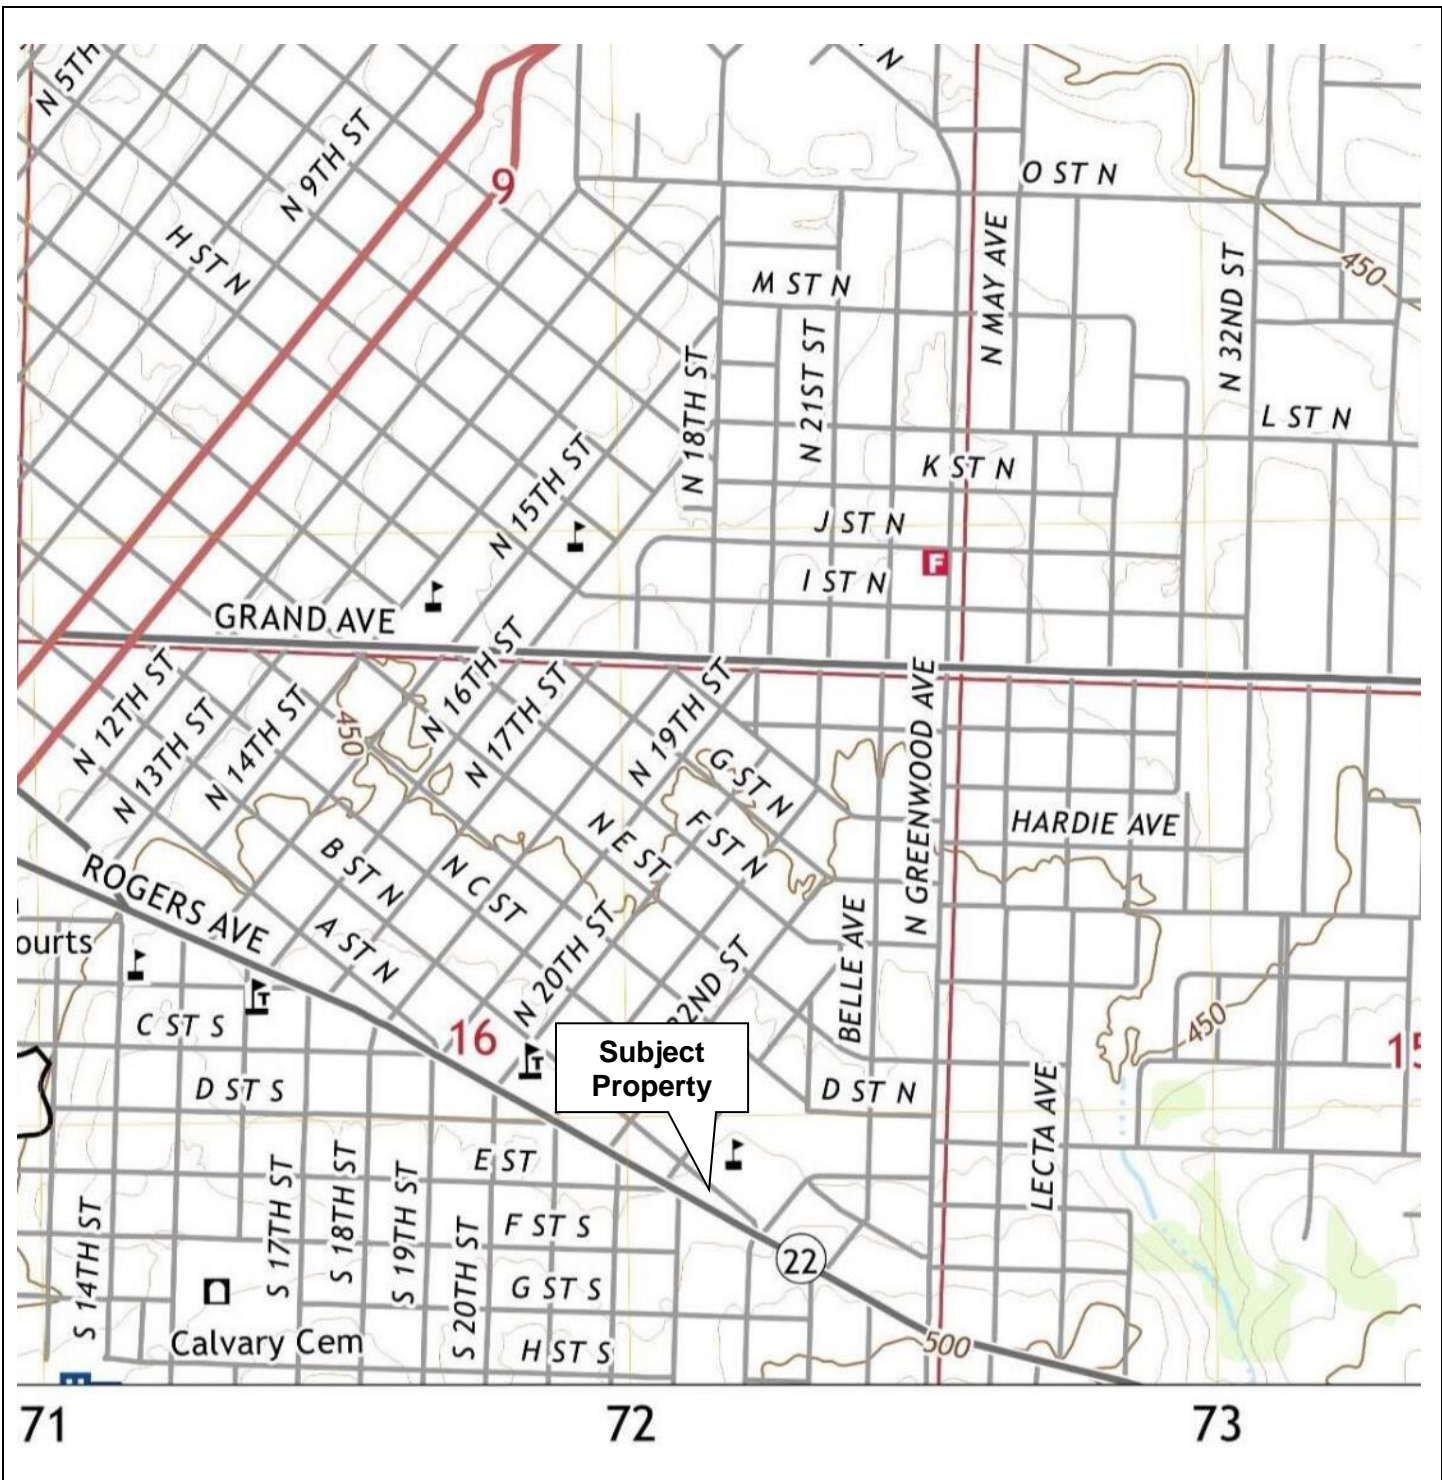 N 5TH
N
N 9TH ST
O ST N
9
H ST N
N MAY AVE
N 32ND ST
450
M ST N
N 21ST ST
N 18TH ST
L ST N
K ST N
N 15TH ST
J ST N
F
I ST N
GRAND AVE
N 16TH ST
N 12TH ST
N 13TH ST
N 14TH ST
450
N 17TH ST
N 19TH ST
N GREENWOOD AVE
G ST N
HARDIE AVE
N E ST
F ST N
B ST N
N C ST
ROGERS AVE
A ST N
N 20TH ST
22ND ST
BELLE AVE
ourts
T
C ST S
16
T
450
15
Subject
Property
D ST S
D ST N
LECTA AVE
E ST
S 14TH ST
S 17TH ST
S 18TH ST
S 19TH ST
S 20TH ST
F ST S
22
G ST S
Calvary Cem
H ST S
500
71
72
73